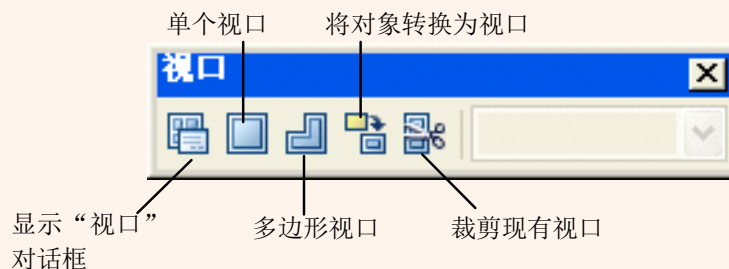 单个视口
将对象转换为视口
视口
显示“视口”
对话框
多边形视口
裁剪现有视口